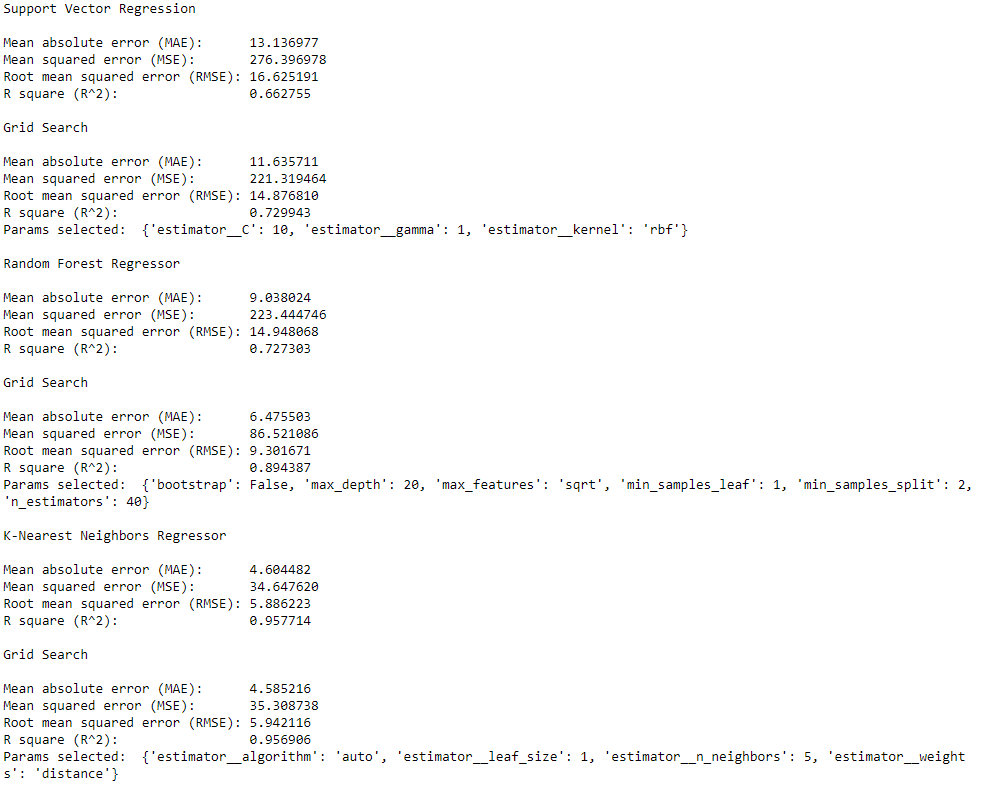 Support Vector Regression
Mean absolute error (MAE): 13.136977
Mean squared error (MSE): 276.396978
Root mean squared error (RMSE): 16.625191
R square (R^2): 0.662755
Grid Search
Mean absolute error (MAE): 11.635711
Mean squared error (MSE): 221.319464
Root mean squared error (RMSE): 14.876810
R square (R^2): 0.729943
Params selected: {'estimator__C': 10, 'estimator__gamma': 1, 'estimator__kernel': 'rbf'}
Random Forest Regressor
Mean absolute error (MAE): 9.038024
Mean squared error (MSE): 223.444746
Root mean squared error (RMSE): 14.948068
R square (R^2): 0.727303
Grid Search
Mean absolute error (MAE): 6.475503
Mean squared error (MSE): 86.521086
Root mean squared error (RMSE): 9.301671
R square (R^2): 0.894387
Params selected: {'bootstrap': False, 'max_depth': 20, 'max_features': 'sqrt', 'min_samples_leaf': 1, 'min_samples_split': 2,
'n_estimators': 40}
K-Nearest Neighbors Regressor
Mean absolute error (MAE): 4.604482
Mean squared error (MSE): 34.647620
Root mean squared error (RMSE): 5.886223
R square (R^2): 0.957714
Grid Search
Mean absolute error (MAE): 4.585216
Mean squared error (MSE): 35.308738
Root mean squared error (RMSE): 5.942116
R square (R^2): 0.956906
Params selected: {'estimator__algorithm': 'auto', 'estimator__leaf_size': 1, 'estimator__n_neighbors': 5, 'estimator__weight
s': 'distance'}